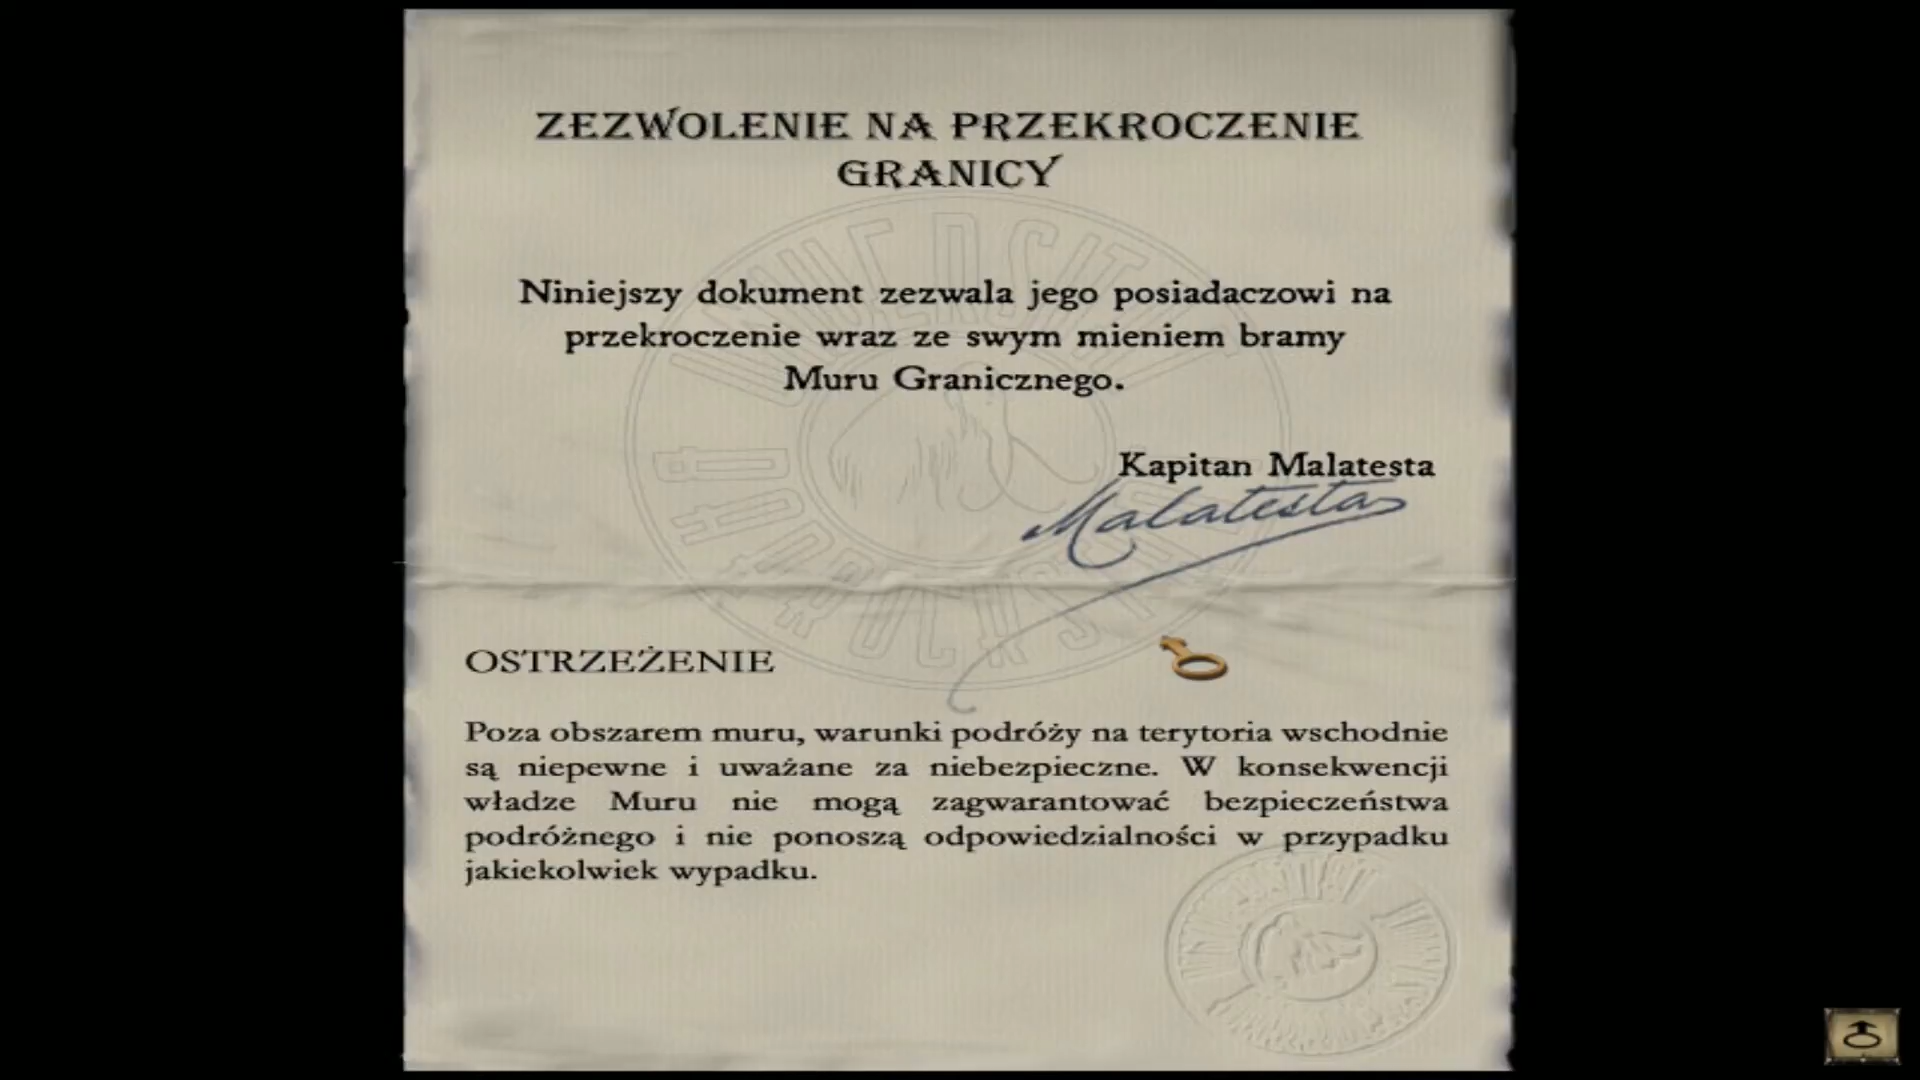 ZEZWOLENIE NA PRZEKROCZENIE
GRANICY
Niniejszy dokument zezwala jego posiadaczowi na
przekroczenie wraz ze swym mieniem bramy
Muru Granicznego.
Kapitan Malatesta
Malatesta
OSTRZEŻENIE
Poza obszarem muru, warunki podróży na terytoria wschodnie
są niepewne i uważane za niebezpieczne. W konsekwencji
władze Muru nie mogą zagwarantować bezpieczeństwa
podróżnego i nie ponoszą odpowiedzialności w przypadku
jakiekolwiek wypadku.